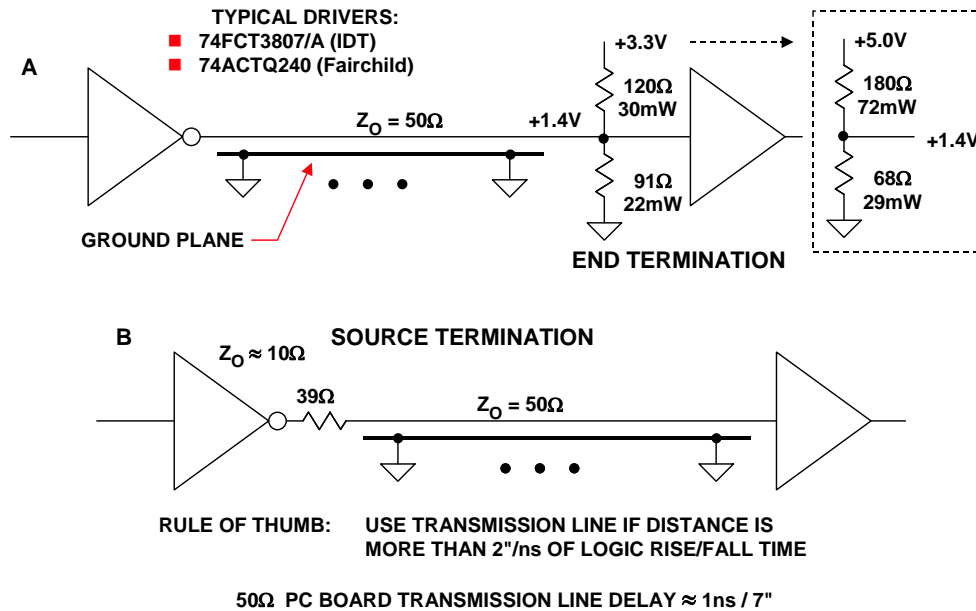 TYPICAL DRIVERS:
74FCT3807/A (IDT)
74ACTQ240 (Fairchild)
A
+3.3V
+5.0V
120Ω
30mW
180Ω
72mW
ZO = 50Ω
+1.4V
+1.4V
91Ω
22mW
68Ω
29mW
GROUND PLANE
END TERMINATION
B
SOURCE TERMINATION
ZO ≈ 10Ω
39Ω
ZO = 50Ω
RULE OF THUMB: USE TRANSMISSION LINE IF DISTANCE IS
MORE THAN 2"/ns OF LOGIC RISE/FALL TIME
50Ω PC BOARD TRANSMISSION LINE DELAY ≈ 1ns / 7"